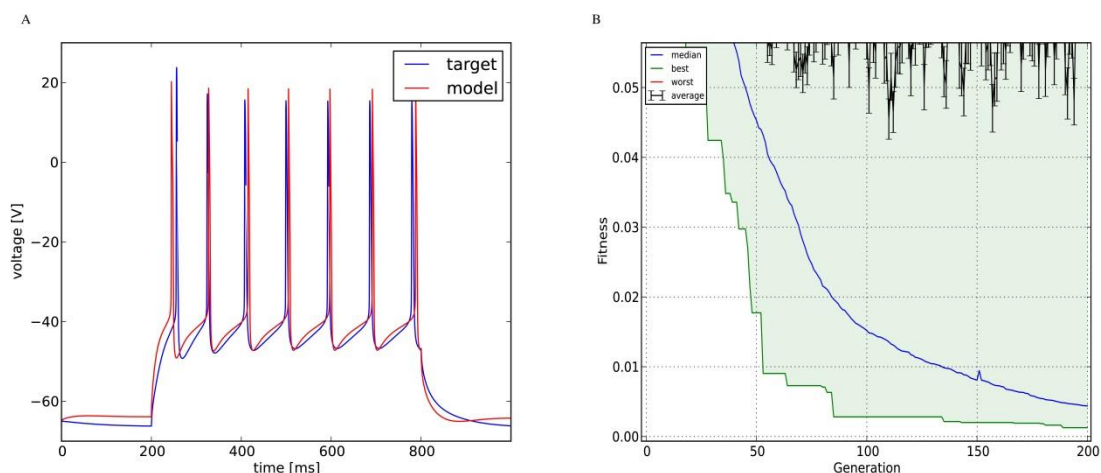 A
voltage [V]
20
0
−20
−40
−60
0
200
400
600
800
time [ms]
target
model
B
Fitness
0.05
0.04
0.03
0.02
0.01
0.00
0
50
100
150
200
Generation
median
best
worst
average